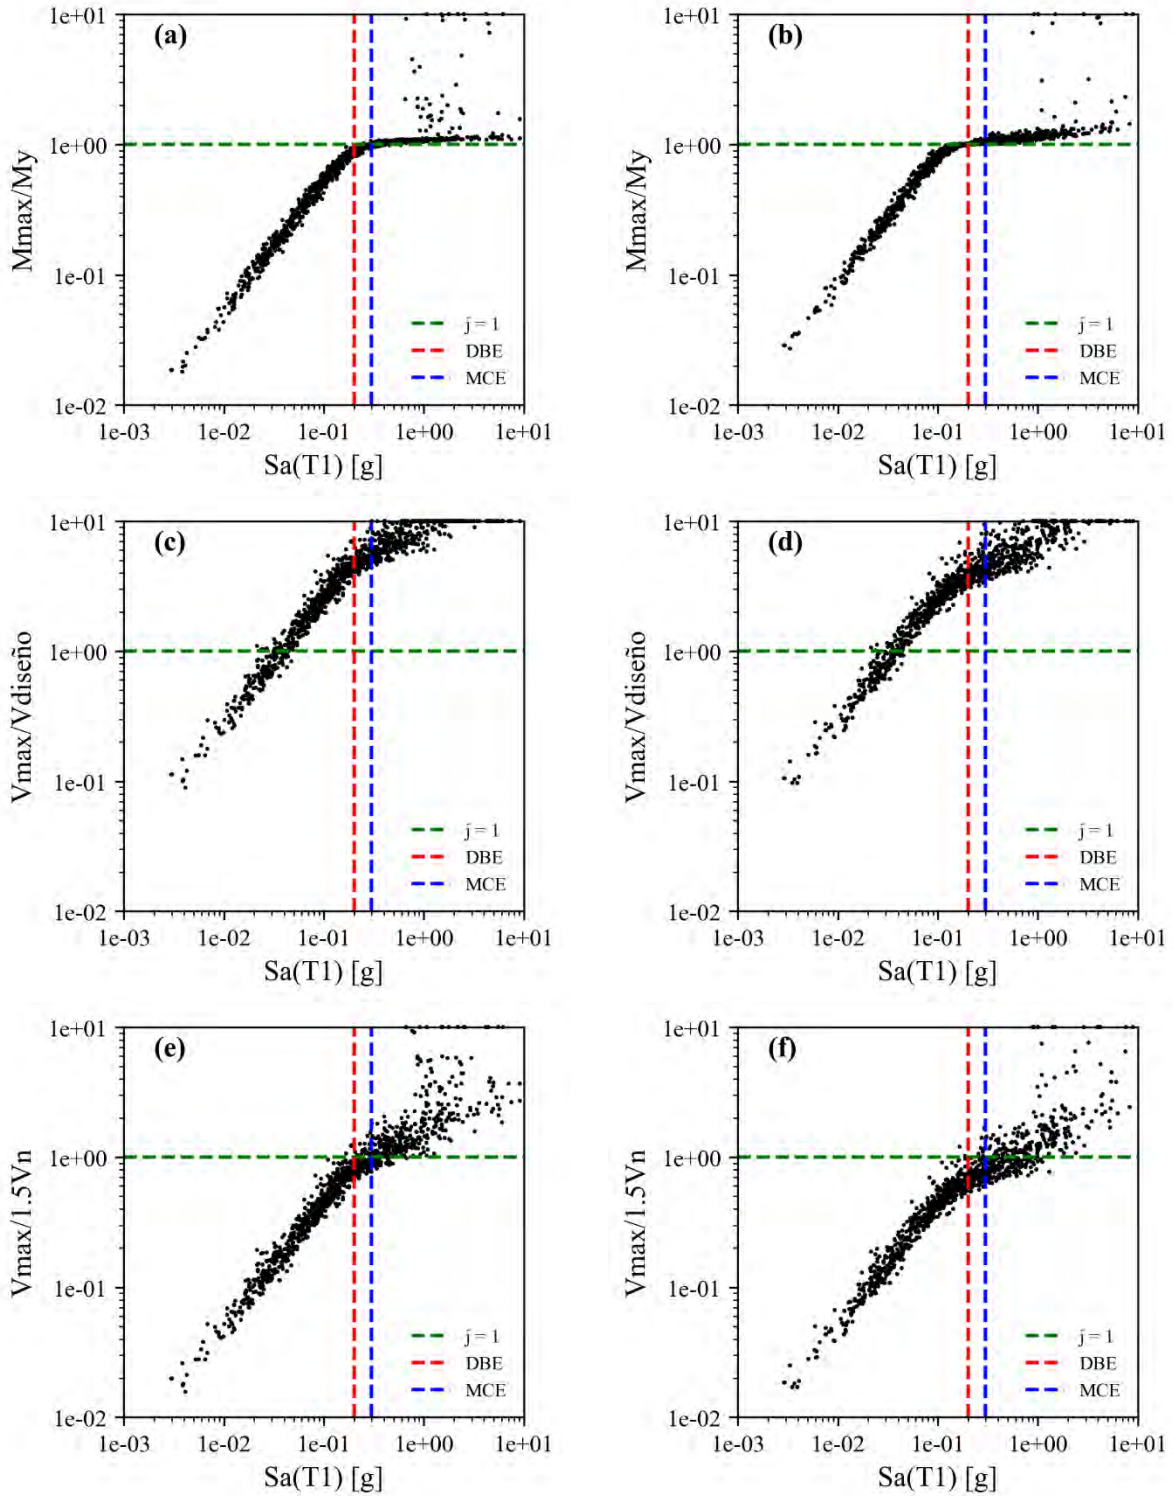 (a)
1e+01
1e+00
1e-01
1e-02
Mmax/My
j = 1
DBE
MCE
1e-03 1e-02 1e-01 1e+00 1e+01
Sa(T1) [g]
(b)
1e+01
1e+00
1e-01
1e-02
Mmax/My
j = 1
DBE
MCE
1e-03 1e-02 1e-01 1e+00 1e+01
Sa(T1) [g]
(c)
1e+01
1e+00
1e-01
1e-02
Vmax/Vdiseño
j = 1
DBE
MCE
1e-03 1e-02 1e-01 1e+00 1e+01
Sa(T1) [g]
(d)
1e+01
1e+00
1e-01
1e-02
Vmax/Vdiseño
j = 1
DBE
MCE
1e-03 1e-02 1e-01 1e+00 1e+01
Sa(T1) [g]
(e)
1e+01
1e+00
1e-01
1e-02
Vmax/1.5Vn
j = 1
DBE
MCE
1e-03 1e-02 1e-01 1e+00 1e+01
Sa(T1) [g]
(f)
1e+01
1e+00
1e-01
1e-02
Vmax/1.5Vn
j = 1
DBE
MCE
1e-03 1e-02 1e-01 1e+00 1e+01
Sa(T1) [g]